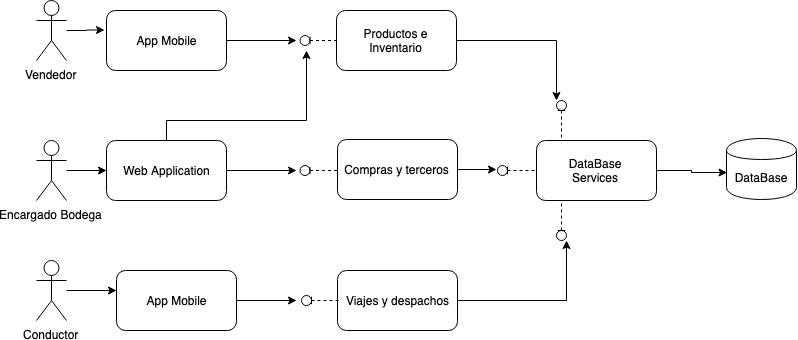 Vendedor
App Mobile
Productos e
Inventario
Encargado Bodega
Web Application
Compras y terceros
DataBase
Services
DataBase
Conductor
App Mobile
Viajes y despachos